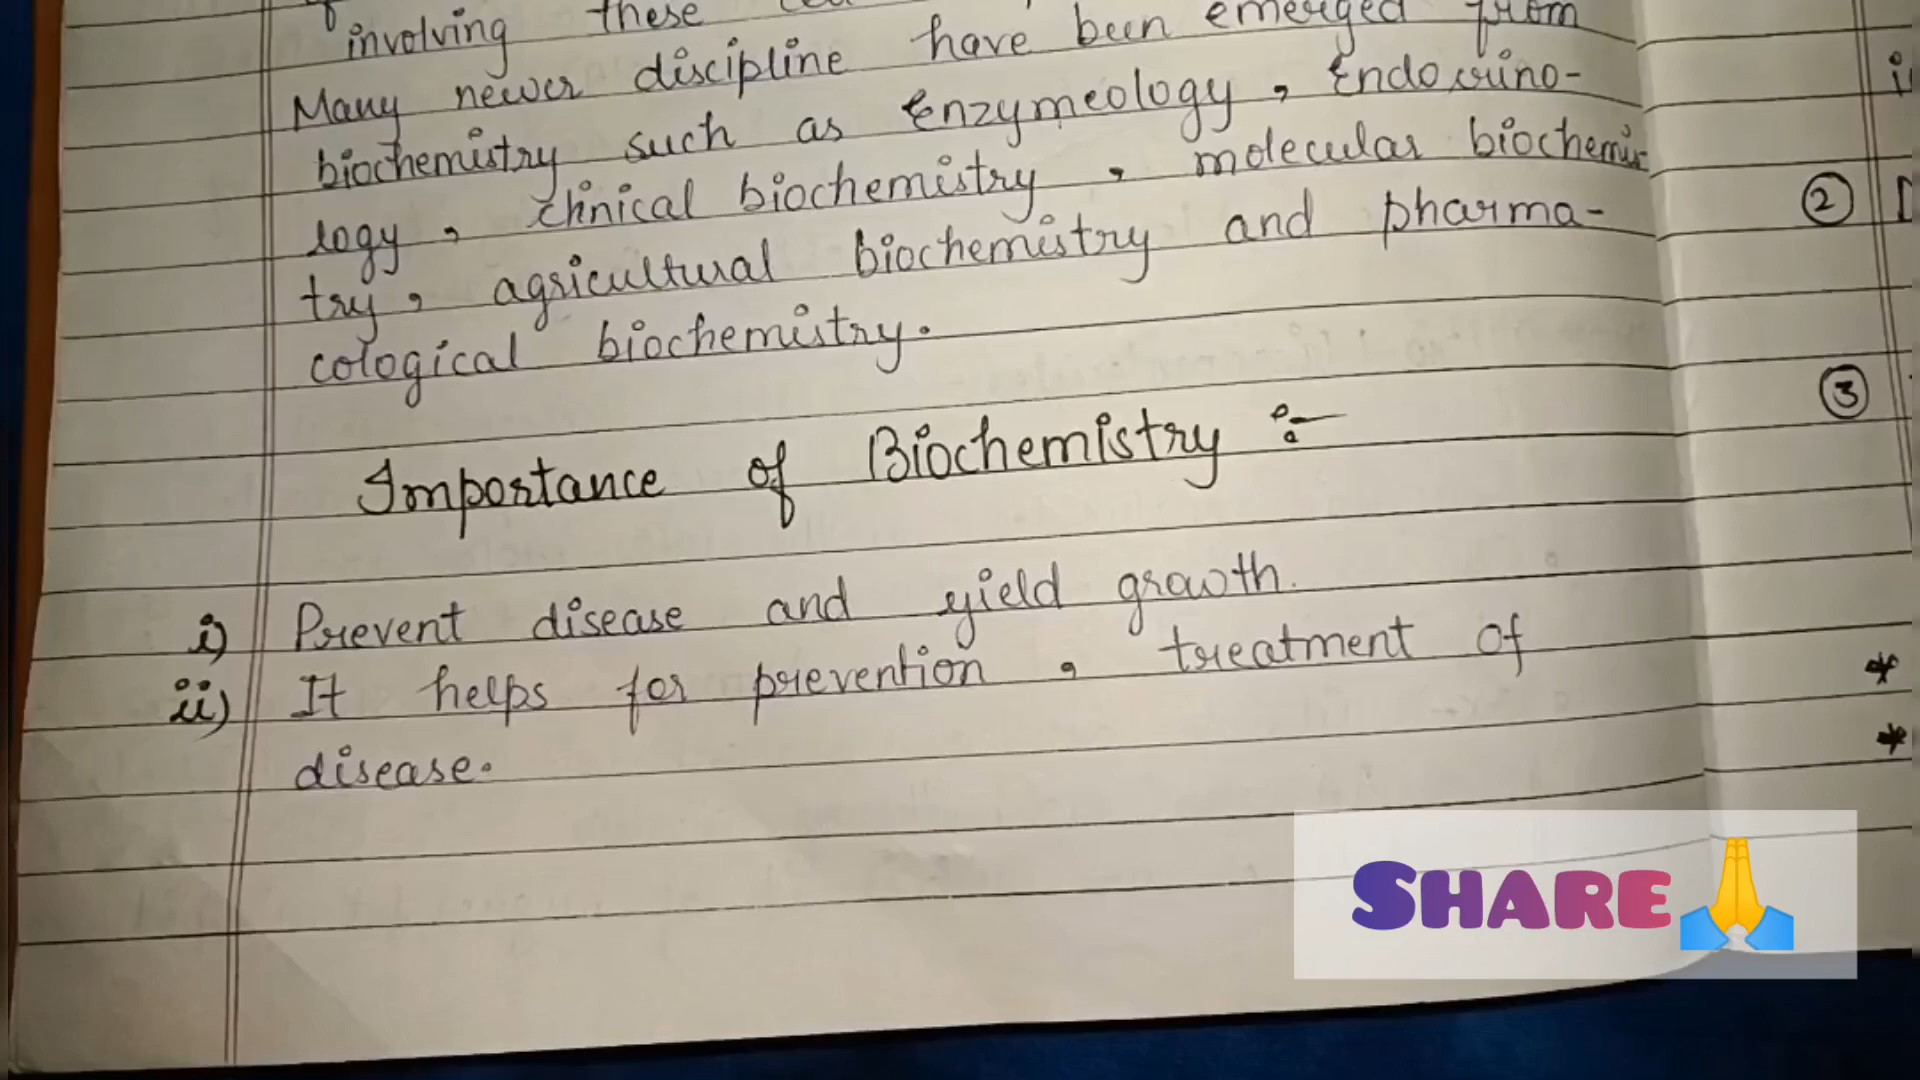 involving these
Many newer discipline have been emerged from
biochemistry such as enzymeology, Endocrino-
logy, clinical biochemistry, molecular biochemis-
try, agricultural biochemistry and pharma-
cological biochemistry.
Importance of Biochemistry :-
i) Prevent disease and yield growth.
ii) It helps for prevention, treatment of
disease.
②
③
*
*
SHARE🙏